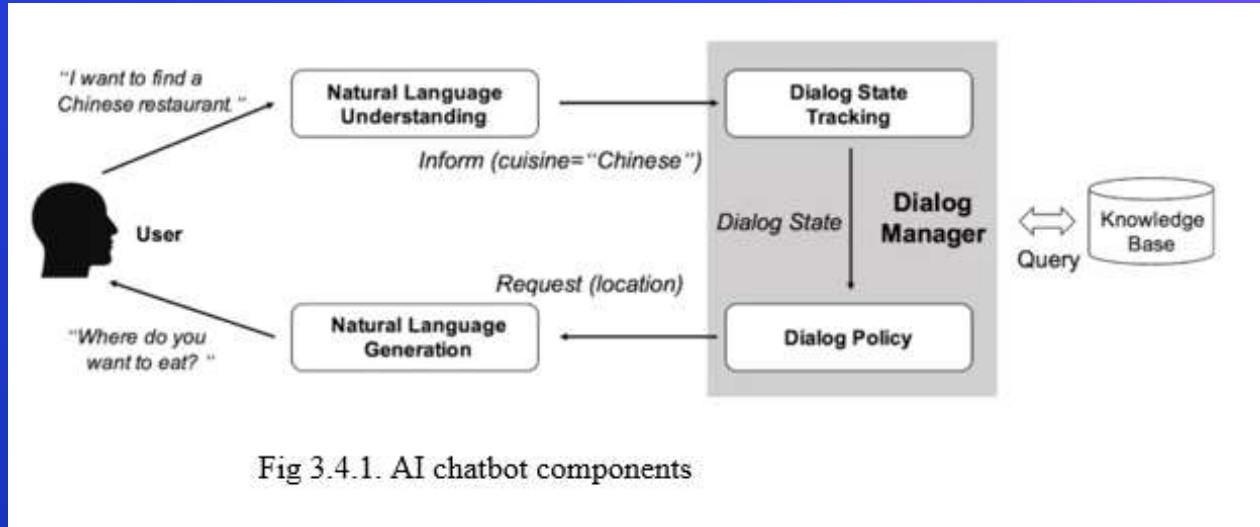 “I want to find a
Chinese restaurant.”
Natural Language
Understanding
Dialog State
Tracking
Inform (cuisine=“Chinese”)
User
Dialog State
Dialog
Manager
Knowledge
Base
Query
Request (location)
“Where do you
want to eat? “
Natural Language
Generation
Dialog Policy
Fig 3.4.1. AI chatbot components